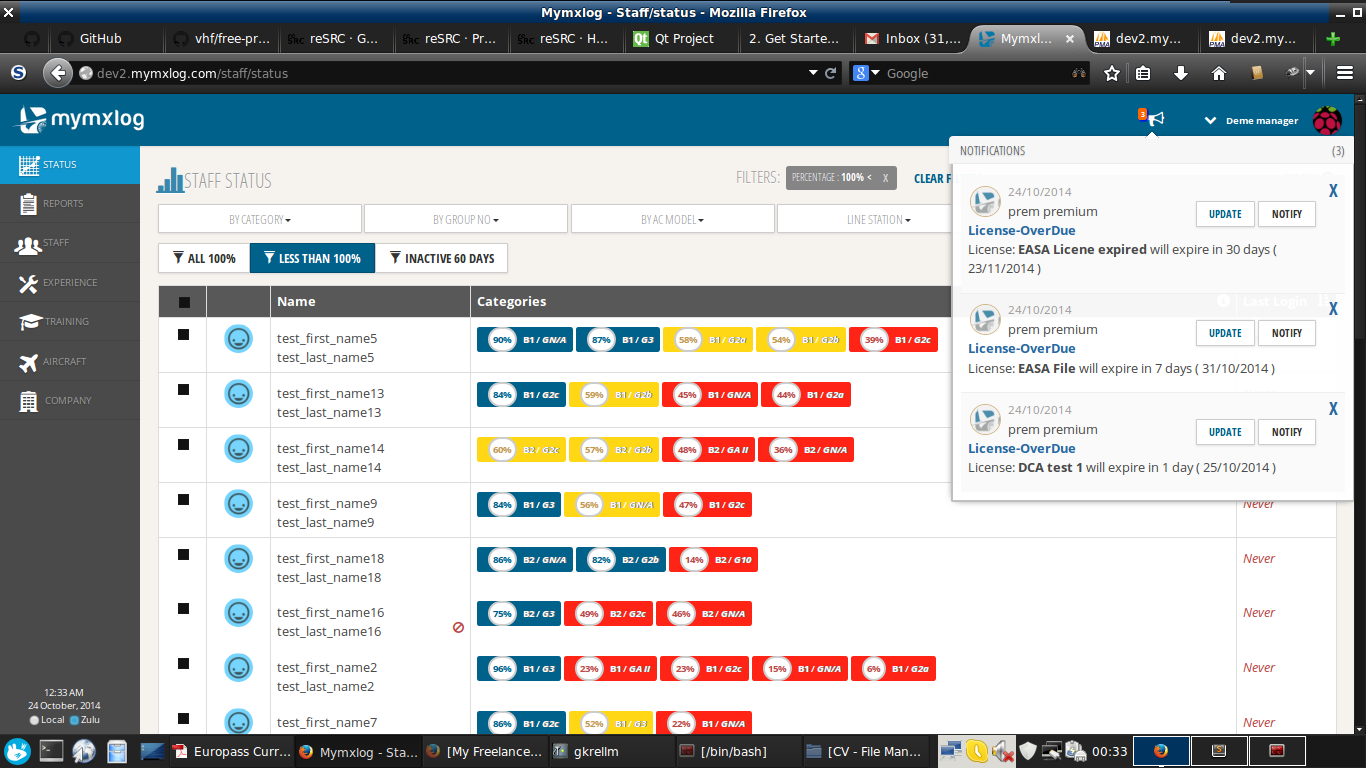 Mymxlog - Staff/status - Mozilla Firefox
GitHub
vhf/free-pr...
reSRC · G...
reSRC · Pr...
reSRC · H...
Qt Project
2. Get Starte...
Inbox (31,...
Mymxl...
dev2.my...
dev2.my...
dev2.mymxlog.com/staff/status
Google
mymxlog
3
Deme manager
STATUS
REPORTS
STAFF
EXPERIENCE
TRAINING
AIRCRAFT
COMPANY
12:33 AM
24 October, 2014
Local Zulu
STAFF STATUS
FILTERS: PERCENTAGE : 100% < X CLEAR F
BY CATEGORY BY GROUP NO BY AC MODEL LINE STATION
ALL 100% LESS THAN 100% INACTIVE 60 DAYS
Name Categories Last Login
test_first_name5
test_last_name5
90% B1 / GN/A 87% B1 / G3 58% B1 / G2a 54% B1 / G2b 39% B1 / G2c
test_first_name13
test_last_name13
84% B1 / G2c 59% B1 / G2b 45% B1 / GN/A 44% B1 / G2a
test_first_name14
test_last_name14
60% B2 / G2c 57% B2 / G2b 48% B2 / GA II 36% B2 / GN/A
test_first_name9
test_last_name9
84% B1 / G3 56% B1 / GN/A 47% B1 / G2c
Never
test_first_name18
test_last_name18
86% B2 / GN/A 82% B2 / G2b 14% B2 / G10
Never
test_first_name16
test_last_name16
75% B2 / G3 49% B2 / G2c 46% B2 / GN/A
Never
test_first_name2
test_last_name2
96% B1 / G3 23% B1 / GA II 23% B1 / G2c 15% B1 / GN/A 6% B1 / G2a
Never
test_first_name7
86% B1 / G2c 52% B1 / G3 22% B1 / GN/A
Never
NOTIFICATIONS (3)
24/10/2014 X
prem premium UPDATE NOTIFY
License-OverDue
License: EASA Licene expired will expire in 30 days (
23/11/2014 )
24/10/2014 X
prem premium UPDATE NOTIFY
License-OverDue
License: EASA File will expire in 7 days ( 31/10/2014 )
24/10/2014 X
prem premium UPDATE NOTIFY
License-OverDue
License: DCA test 1 will expire in 1 day ( 25/10/2014 )
Europass Curr...
Mymxlog - Sta...
[My Freelance...
gkrellm
[/bin/bash]
[CV - File Man...
00:33